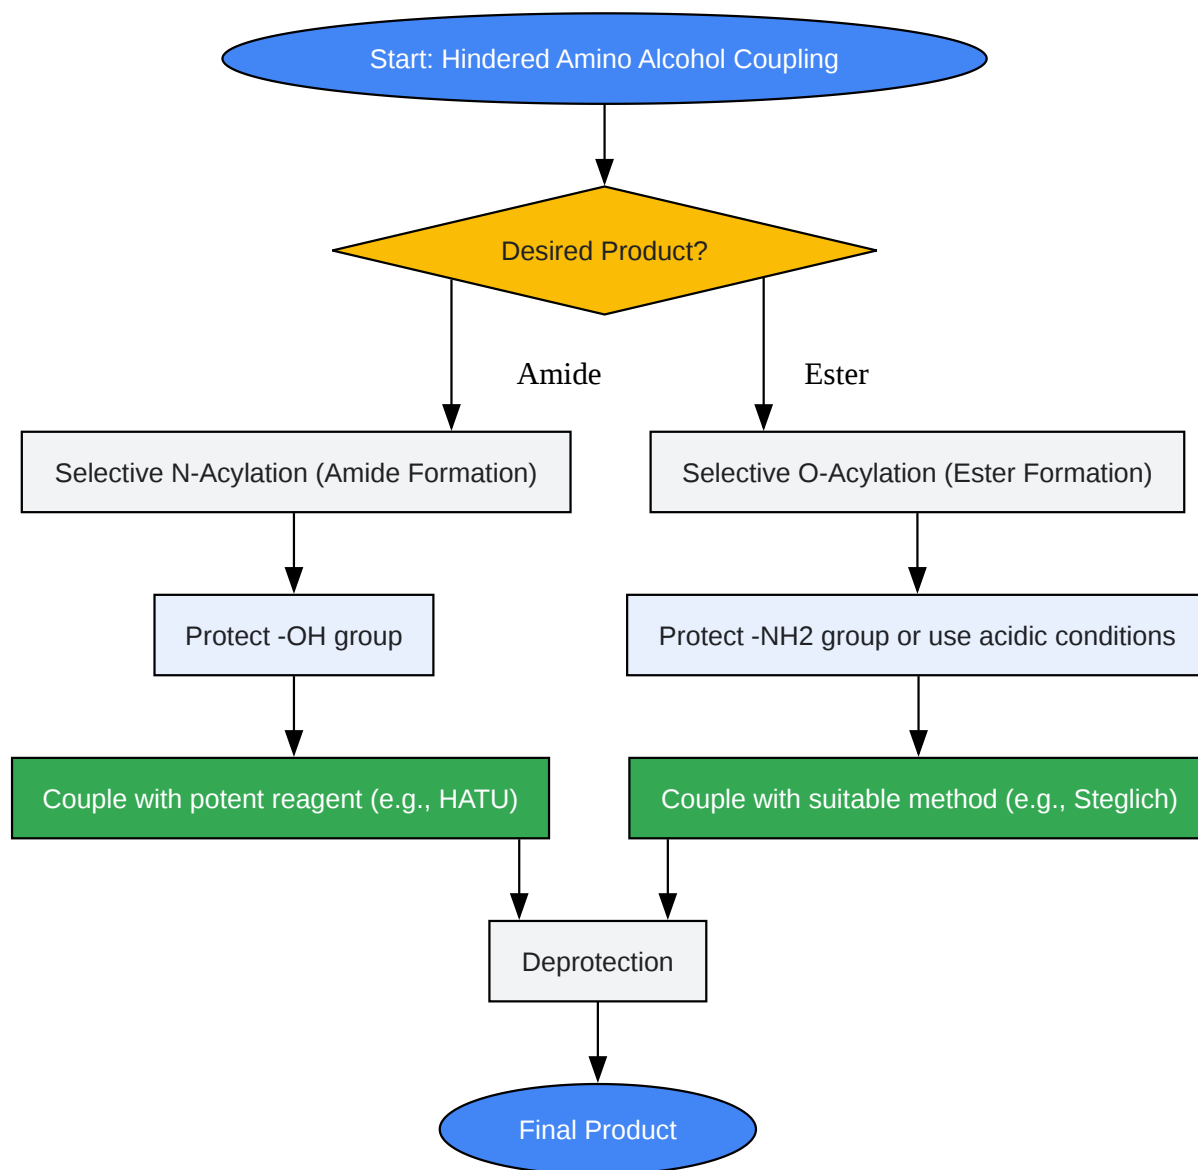 Start: Hindered Amino Alcohol Coupling
Desired Product?
Amide
Ester
Selective N-Acylation (Amide Formation)
Selective O-Acylation (Ester Formation)
Protect -OH group
Protect -NH2 group or use acidic conditions
Couple with potent reagent (e.g., HATU)
Couple with suitable method (e.g., Steglich)
Deprotection
Final Product